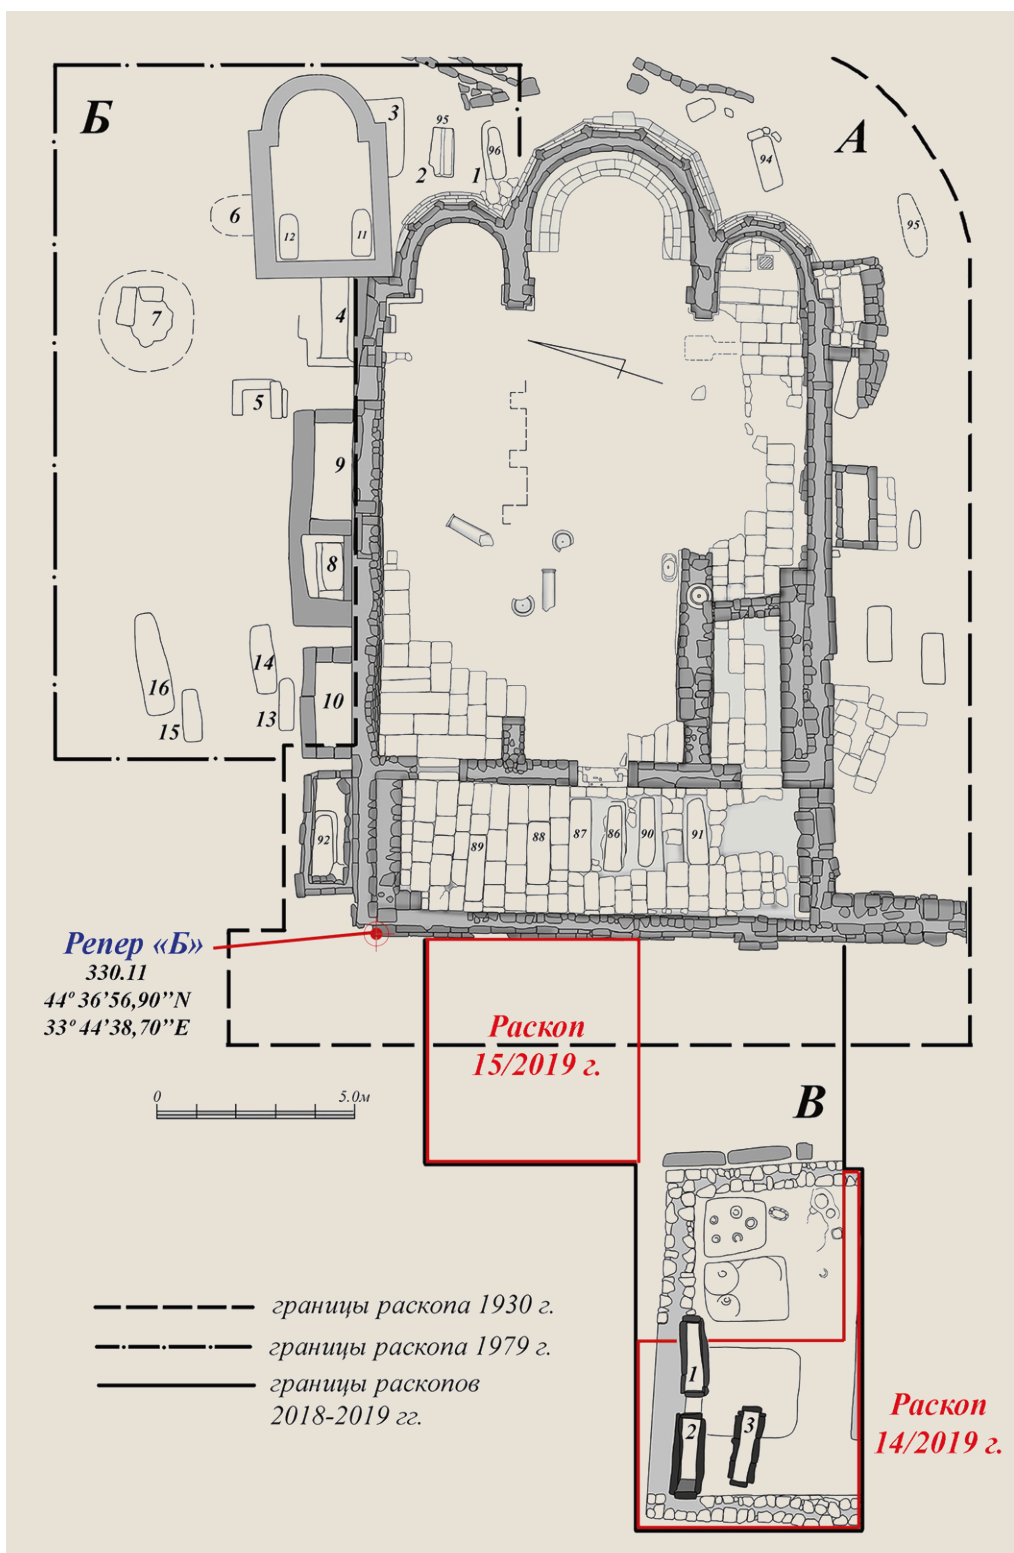 Б
А
3
95
2
1
96
94
95
6
12
11
7
4
5
9
8
16
15
14
13
10
92
89
88
87
86
90
91
Репер «Б»
330.11
44º 36’56,90’’N
33º 44’38,70’’E
Раскоп
15/2019 г.
0
5.0м
В
границы раскопа 1930 г.
границы раскопа 1979 г.
границы раскопов
2018-2019 гг.
1
2
3
Раскоп
14/2019 г.